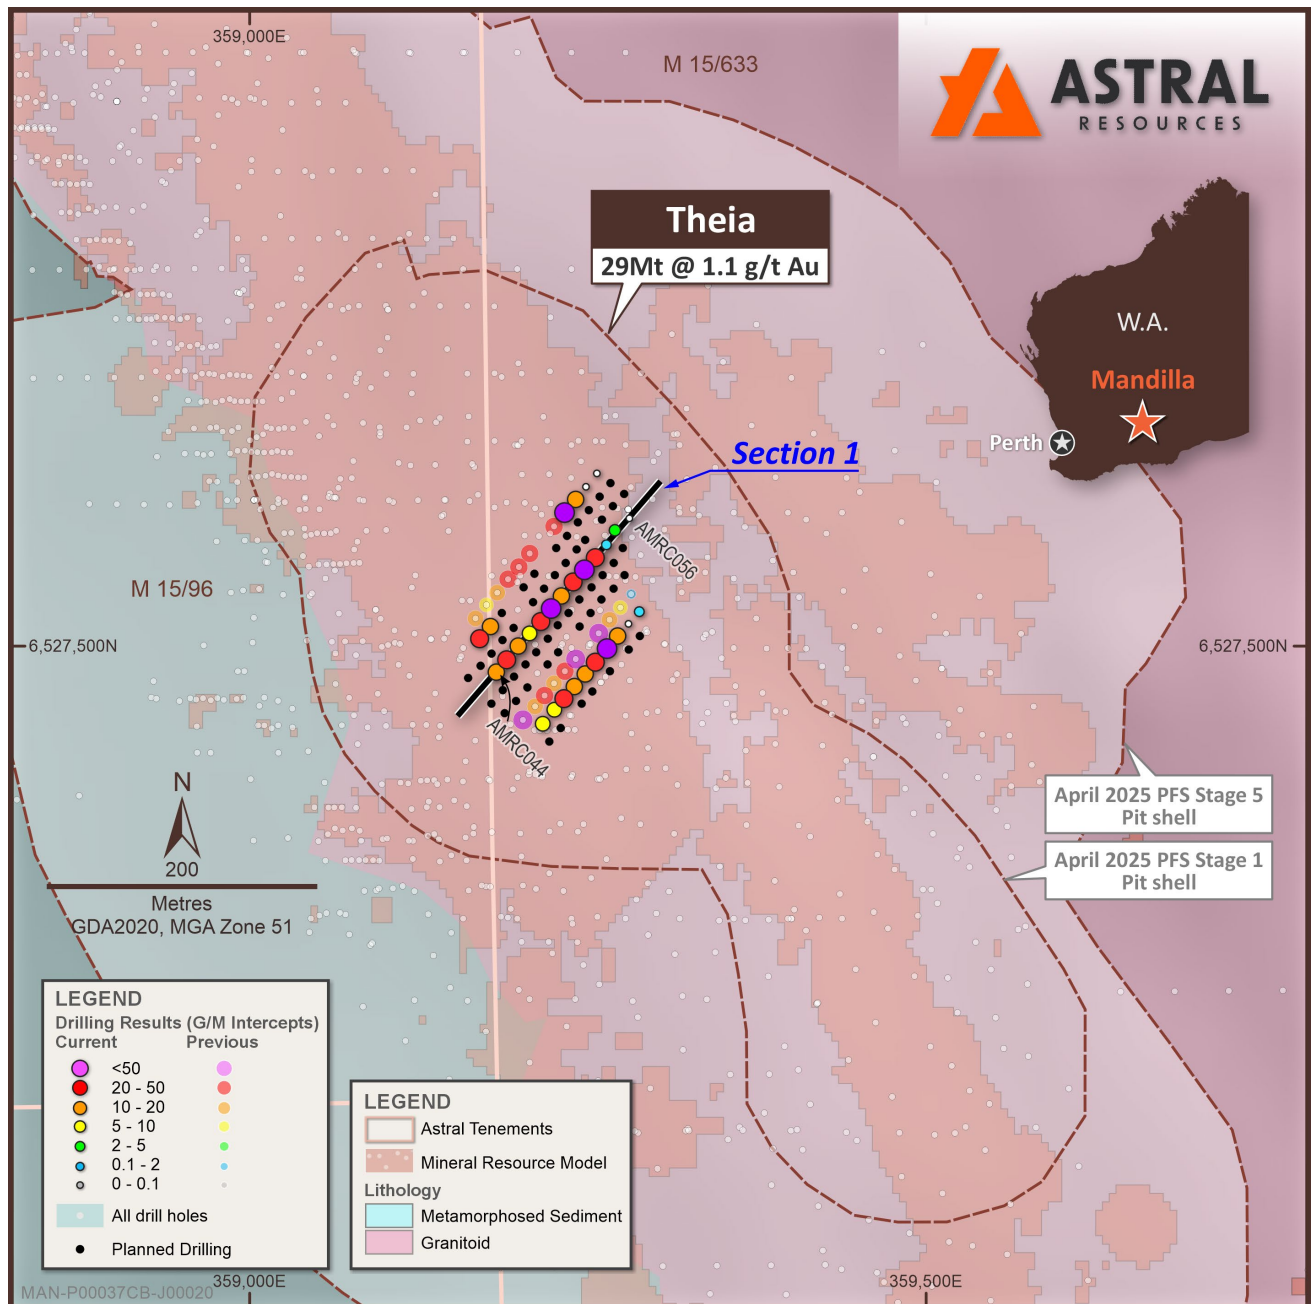 359,000E
M 15/633
ASTRAL
RESOURCES
Theia
29Mt @ 1.1 g/t Au
W.A.
Mandilla
Perth
Section 1
AMRC056
M 15/96
6,527,500N
6,527,500N
AMRC044
N
200
Metres
GDA2020, MGA Zone 51
April 2025 PFS Stage 5
Pit shell
April 2025 PFS Stage 1
Pit shell
LEGEND
Drilling Results (G/M Intercepts)
Current Previous
<50
20 - 50
10 - 20
5 - 10
2 - 5
0.1 - 2
0 - 0.1
All drill holes
Planned Drilling
LEGEND
Astral Tenements
Mineral Resource Model
Lithology
Metamorphosed Sediment
Granitoid
359,000E
359,500E
MAN-P00037CB-J00020